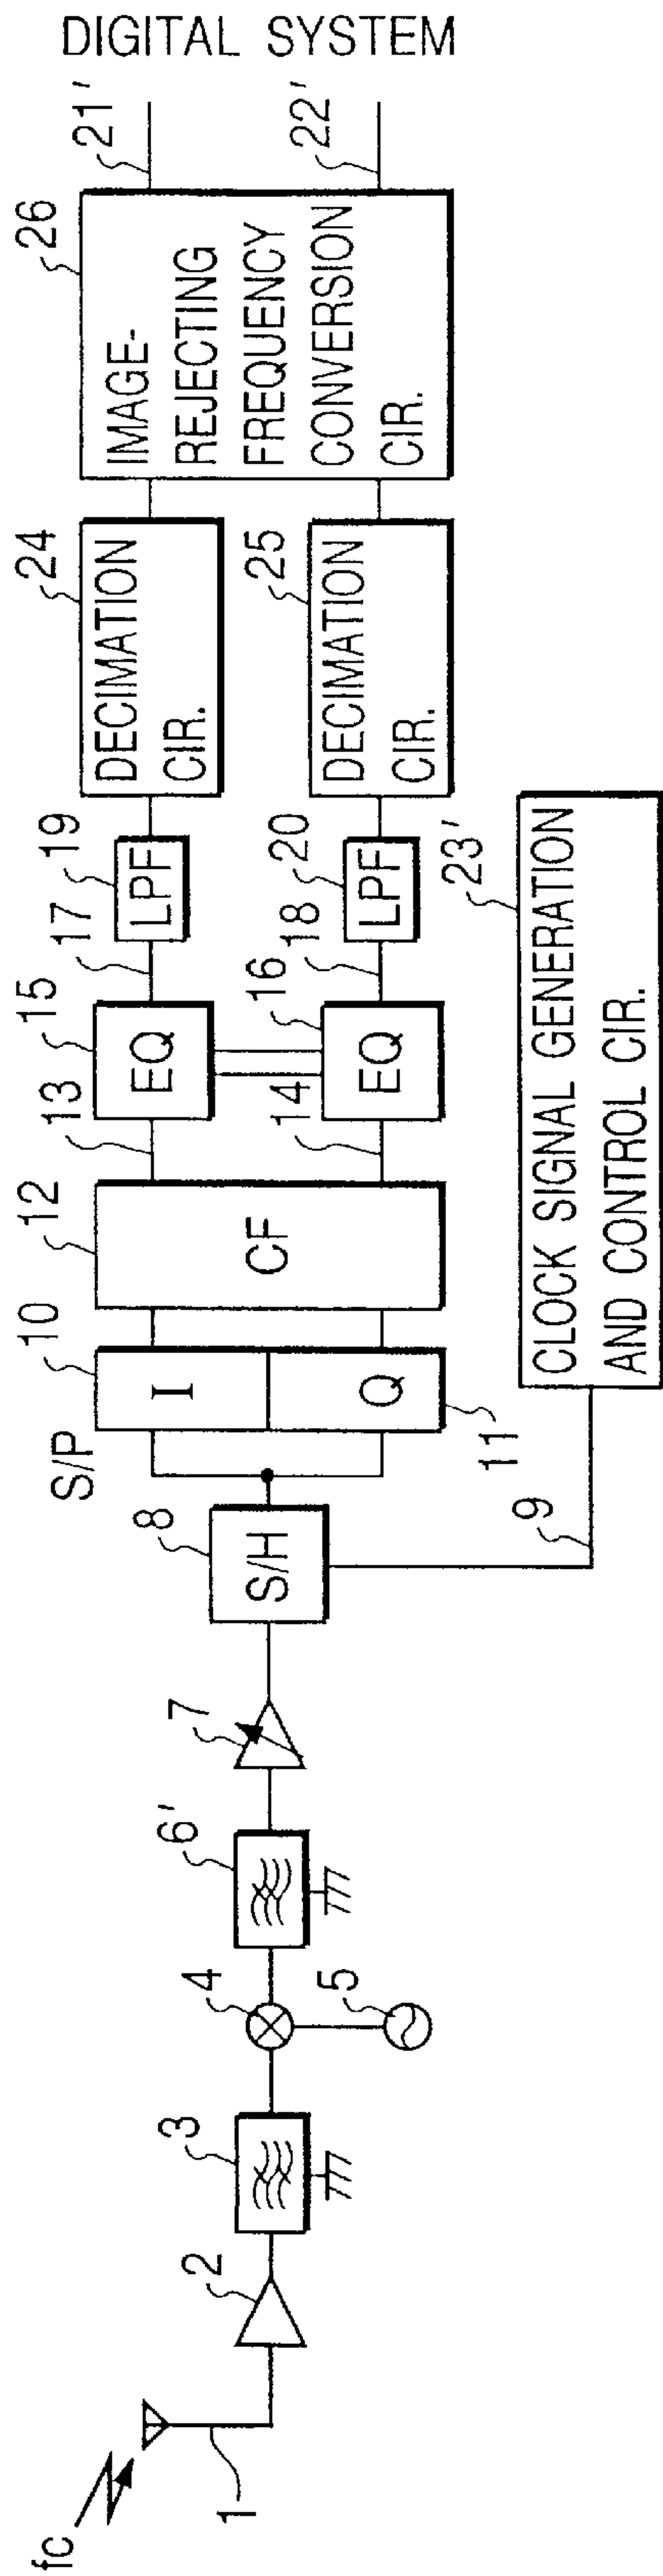 fc
1
2
3
4
5
6'
7
8
S/H
9
S/P
10
I
11
Q
12
CF
13
14
15
EQ
16
EQ
17
18
19
LPF
20
LPF
24
DECIMATION
CIR.
25
DECIMATION
CIR.
26
IMAGE-
REJECTING
FREQUENCY
CONVERSION
CIR.
21'
22'
DIGITAL SYSTEM
23'
CLOCK SIGNAL GENERATION
AND CONTROL CIR.